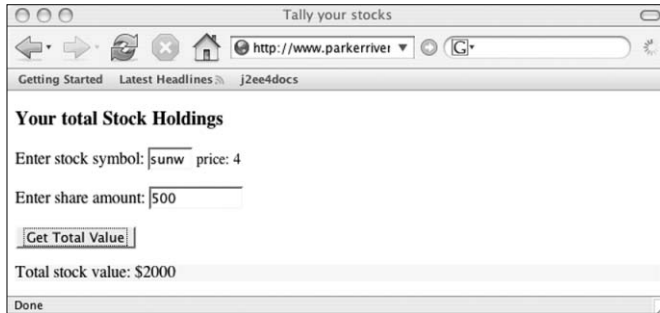 Tally your stocks
http://www.parkerriver
G
Getting Started Latest Headlines j2ee4docs
Your total Stock Holdings
Enter stock symbol: sunw price: 4
Enter share amount: 500
Get Total Value
Total stock value: $2000
Done